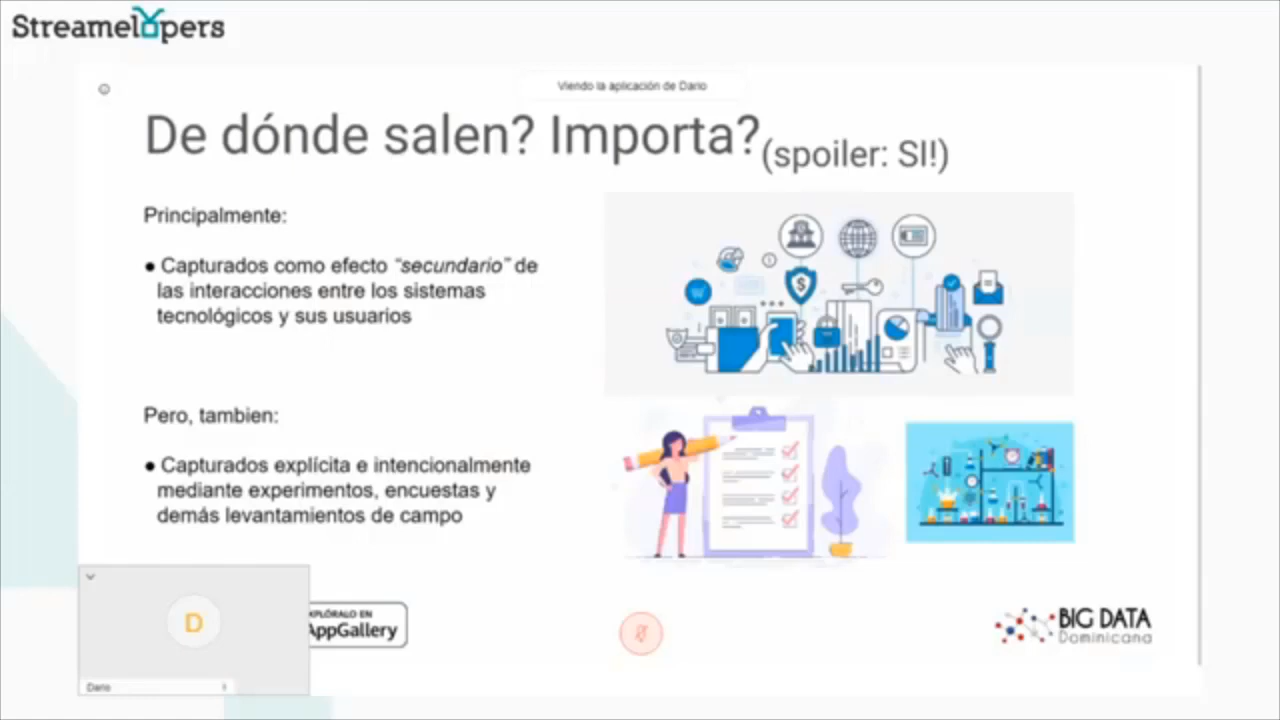 Streamelopers
Viendo la aplicación de Dario
De dónde salen? Importa?(spoiler: SI!)
Principalmente:
● Capturados como efecto “secundario” de
las interacciones entre los sistemas
tecnológicos y sus usuarios
Pero, tambien:
● Capturados explícita e intencionalmente
mediante experimentos, encuestas y
demás levantamientos de campo
D
Dario
EXPLÓRALO EN
AppGallery
BIG DATA
Dominicana